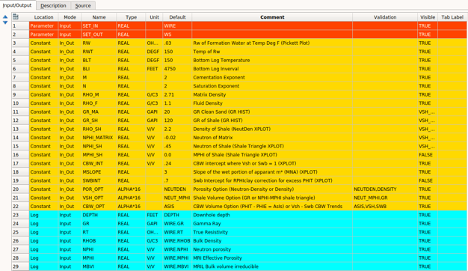 Input/Output Description Source
Location Mode Name Type Unit Default Comment Validation Visible Tab Label
1 Parameter Input SET_IN REAL WIRE TRUE
2 Parameter Input SET_OUT REAL WS TRUE
3 Constant In_Out RW REAL .03 Rw of Formation Water at Temp Deg F (Pickett Plot) TRUE
4 Constant In_Out RWT REAL DEGF 150 Temp of Rw TRUE
5 Constant In_Out BLT REAL DEGF 150 Bottom Log Temperature TRUE
6 Constant In_Out BLI REAL FEET 4750 Bottom Log Interval TRUE
7 Constant In_Out M REAL 2 Cementation Exponent TRUE
8 Constant In_Out N REAL 2 Saturation Exponent TRUE
9 Constant In_Out RHO_M REAL G/C3 2.71 Matrix Density TRUE
10 Constant In_Out RHO_F REAL G/C3 1.1 Fluid Density TRUE
11 Constant In_Out GR_MA REAL GAPI 20 GR Clean Sand (GR HIST) VSH_...
12 Constant In_Out GR_SH REAL GAPI 120 GR of Shale (GR HIST) VSH_...
13 Constant In_Out RHO_SH REAL V/V 2.2 Density of Shale (NeutDen XPLOT) TRUE
14 Constant In_Out NPHI_MATRIX REAL V/V -0.02 Neutron of Matrix TRUE
15 Constant In_Out NPHI_SH REAL V/V .45 Neutron of Shale (Shale Triangle XPLOT) VSH_...
16 Constant In_Out MPHI_SH REAL V/V 0.0 MPHI of Shale (Shale Triangle XPLOT) FALSE
17 Constant In_Out CBW_INT REAL V/V .24 CBW intercept where Vsh or Swb = 1 (XPLOT) TRUE
18 Constant In_Out MSLOPE REAL 3 Slope of the wet portion of apparent m* (MNO) (XPLOT) TRUE
19 Constant In_Out SWBINT REAL .7 Swb intercept for MPHIclay correction for excess PHIT (XPLOT) FALSE
20 Constant In_Out POR_OPT ALPHA*16 NEUTDEN Porosity Option (Neutron-Density or Density) NEUTDEN,DENSITY TRUE
21 Constant In_Out VSH_OPT ALPHA*16 NEUT_MPHI Shale Volume Option (GR or NPHI-MPHI shale triangle) NEUT_MPHI,GR TRUE
22 Constant In_Out CBW_OPT ALPHA*16 ASIS CBW Volume Option (PHIT - PHIE = AsIs) or Vsh - Swb CBW Trends ASIS,VSH,SWB TRUE
23 Log Input DEPTH REAL FEET DEPTH Downhole depth TRUE
24 Log Input GR REAL GAPI WIRE.GR Gamma Ray TRUE
25 Log Input RT REAL WIRE.RT True Resistivity TRUE
26 Log Input RHOB REAL G/C3 WIRE.RHOB Bulk Density TRUE
27 Log Input NPHI REAL V/V WIRE.NPHI Neutron porosity TRUE
28 Log Input MPHI REAL V/V WIRE.MPHI MRI Effective Porosity TRUE
29 Log Input MBVI REAL V/V WIRE.MBVI MRIL Bulk volume irreducible TRUE